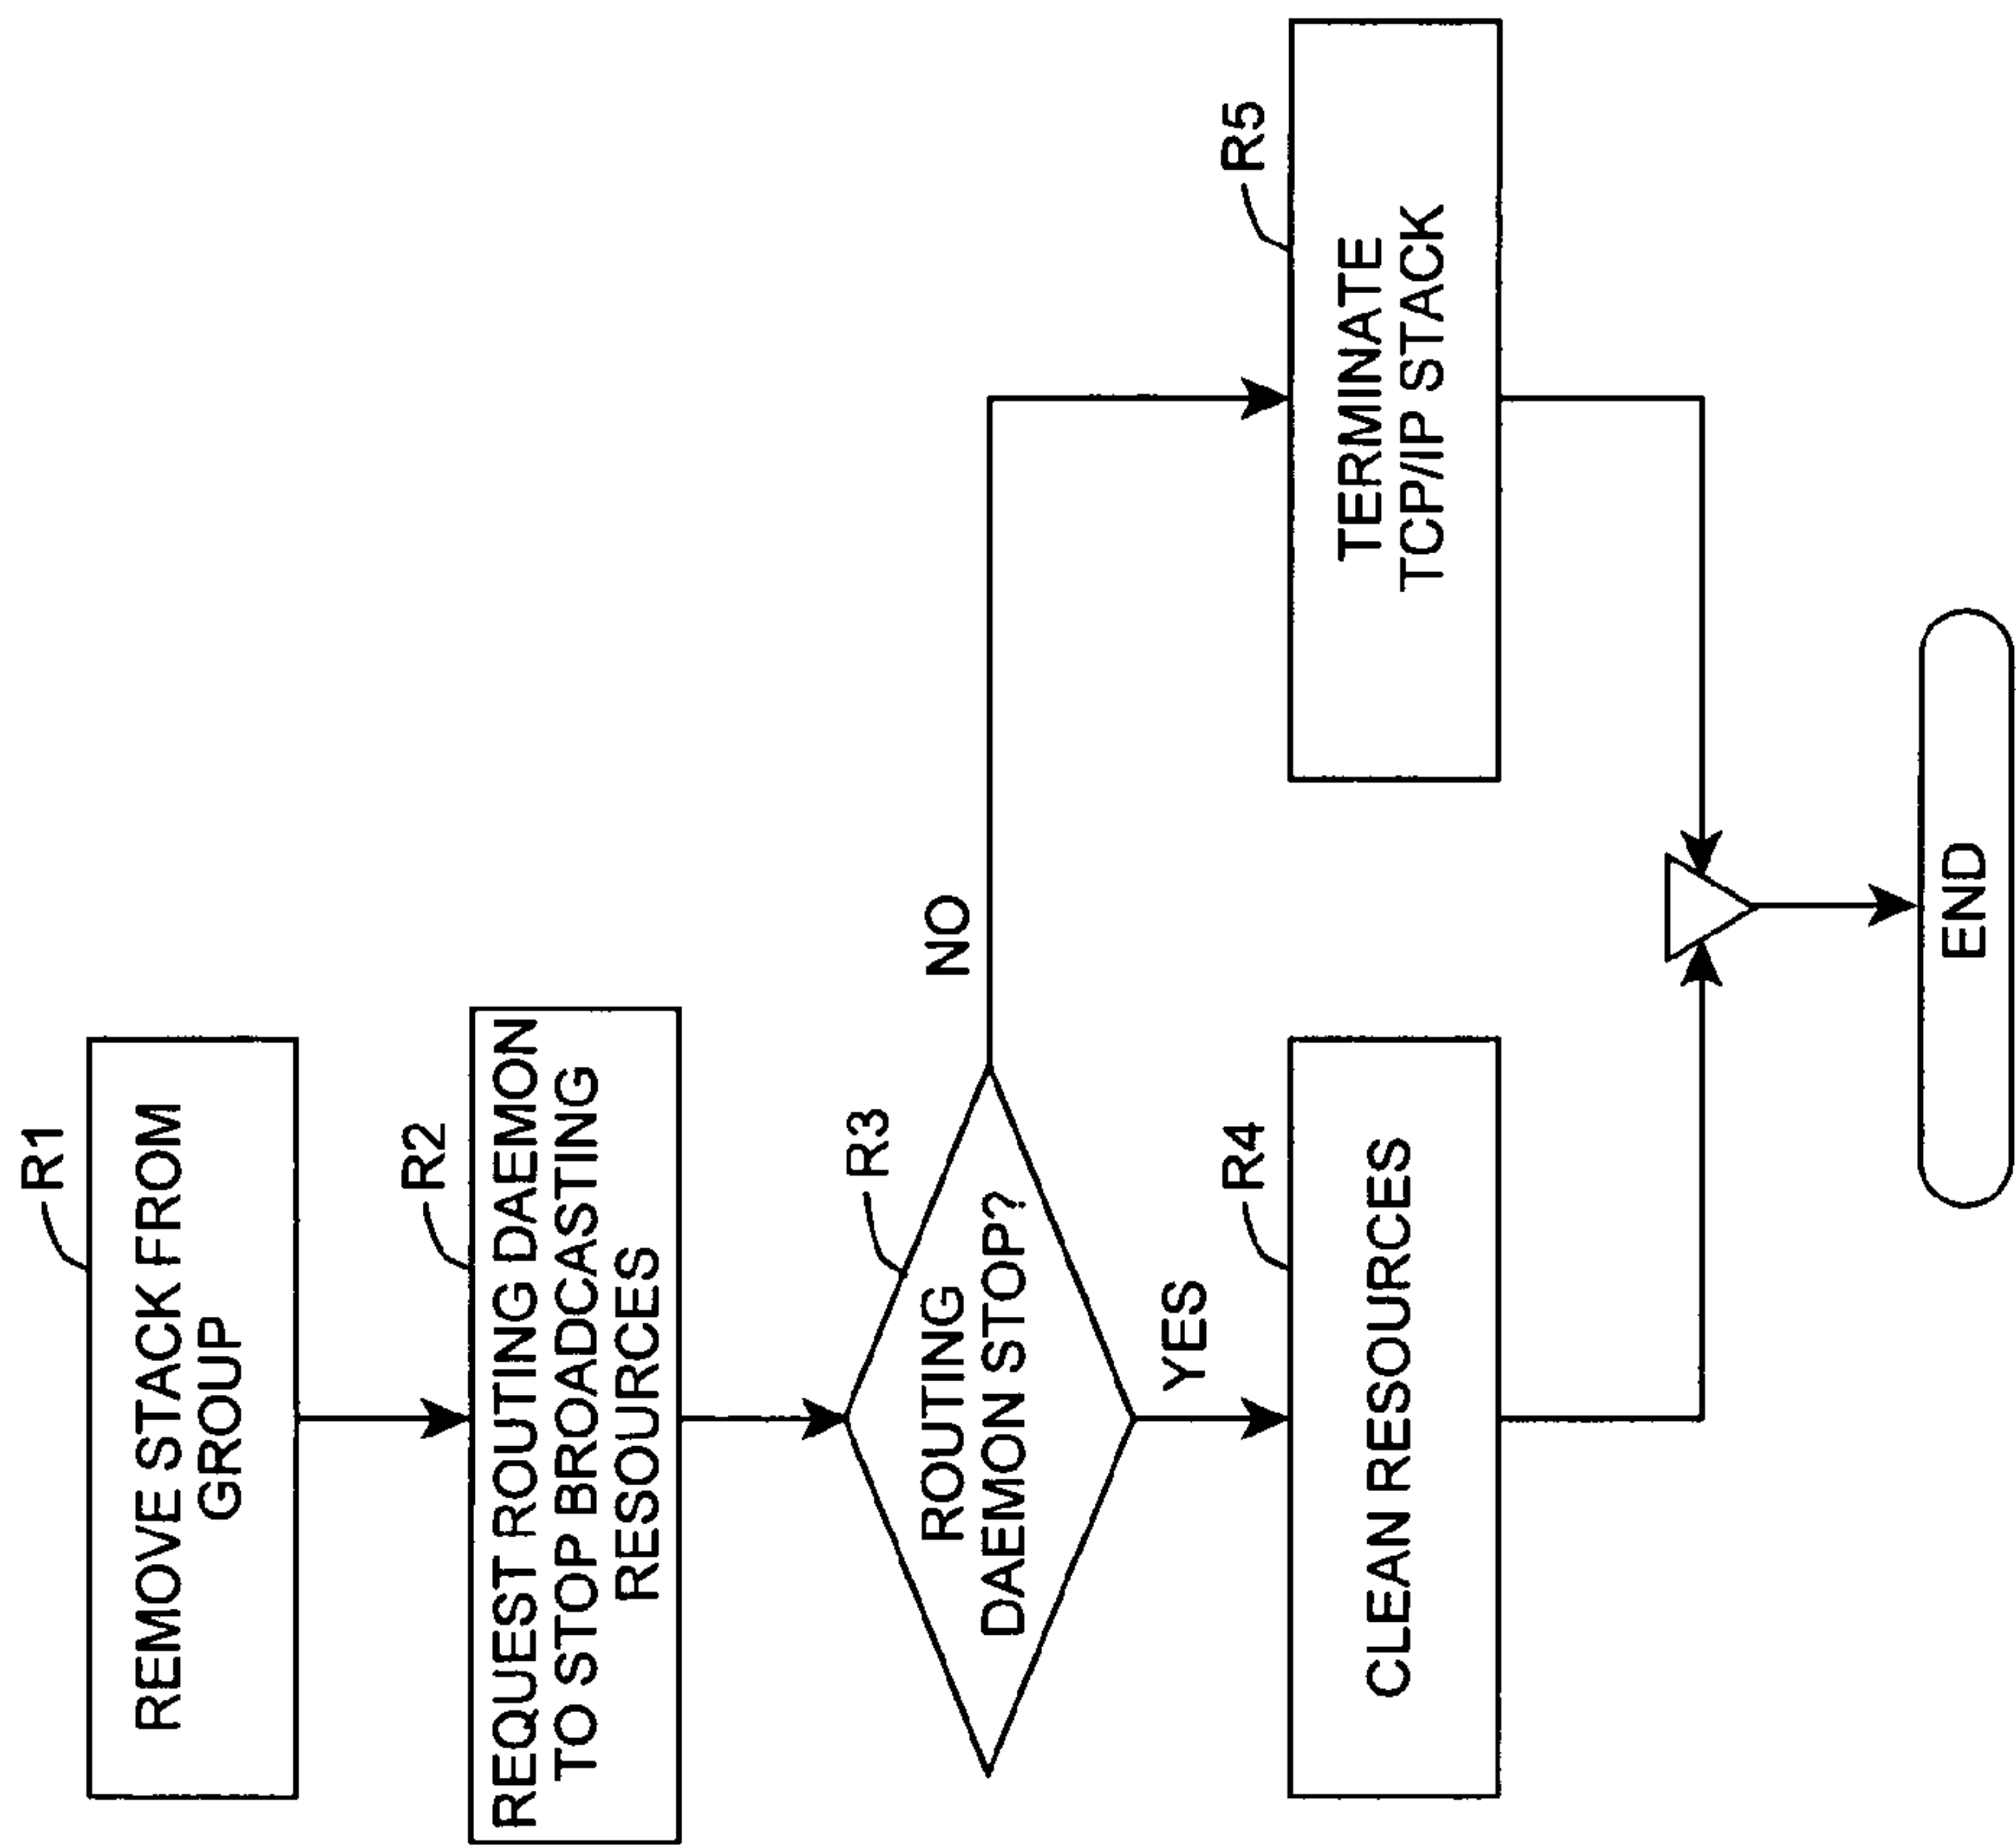 R1
REMOVE STACK FROM
GROUP
R2
REQUEST ROUTING DAEMON
TO STOP BROADCASTING
RESOURCES
R3
ROUTING
DAEMON STOP?
NO
YES
R4
CLEAN RESOURCES
R5
TERMINATE
TCP/IP STACK
END